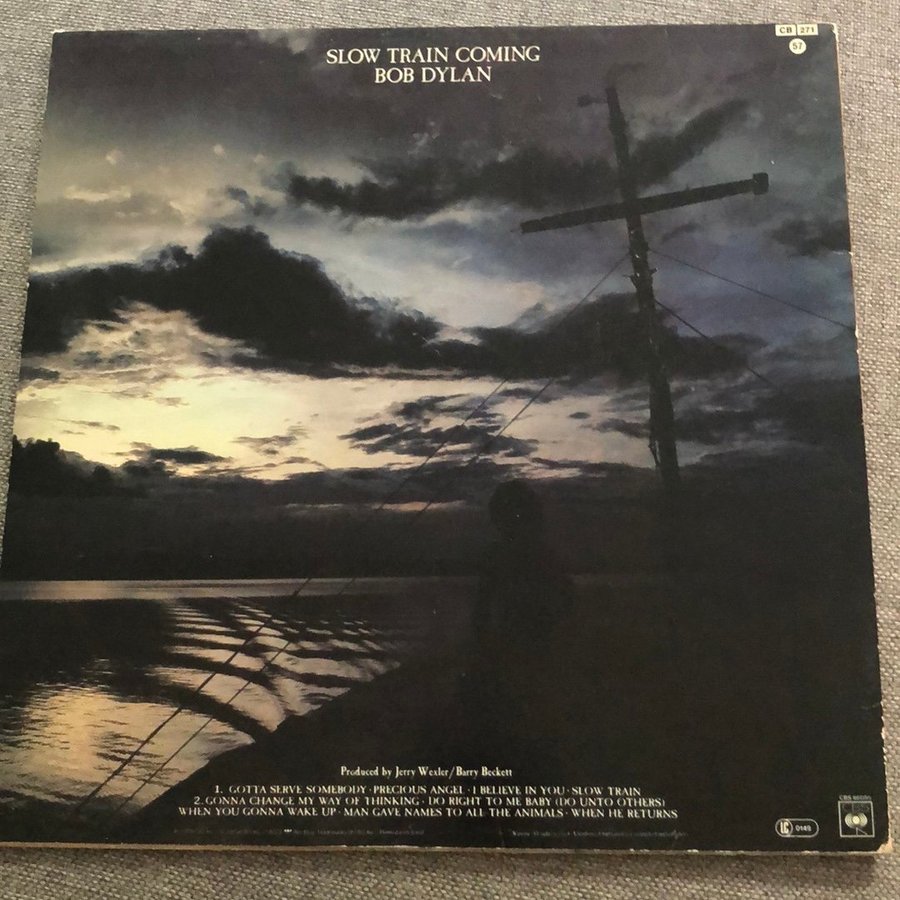 CB 271
57
SLOW TRAIN COMING
BOB DYLAN
Produced by Jerry Wexler/Barry Beckett
1. GOTTA SERVE SOMEBODY · PRECIOUS ANGEL · I BELIEVE IN YOU · SLOW TRAIN
2. GONNA CHANGE MY WAY OF THINKING · DO RIGHT TO ME BABY (DO UNTO OTHERS)
WHEN YOU GONNA WAKE UP · MAN GAVE NAMES TO ALL THE ANIMALS · WHEN HE RETURNS
LC 0149
CBS